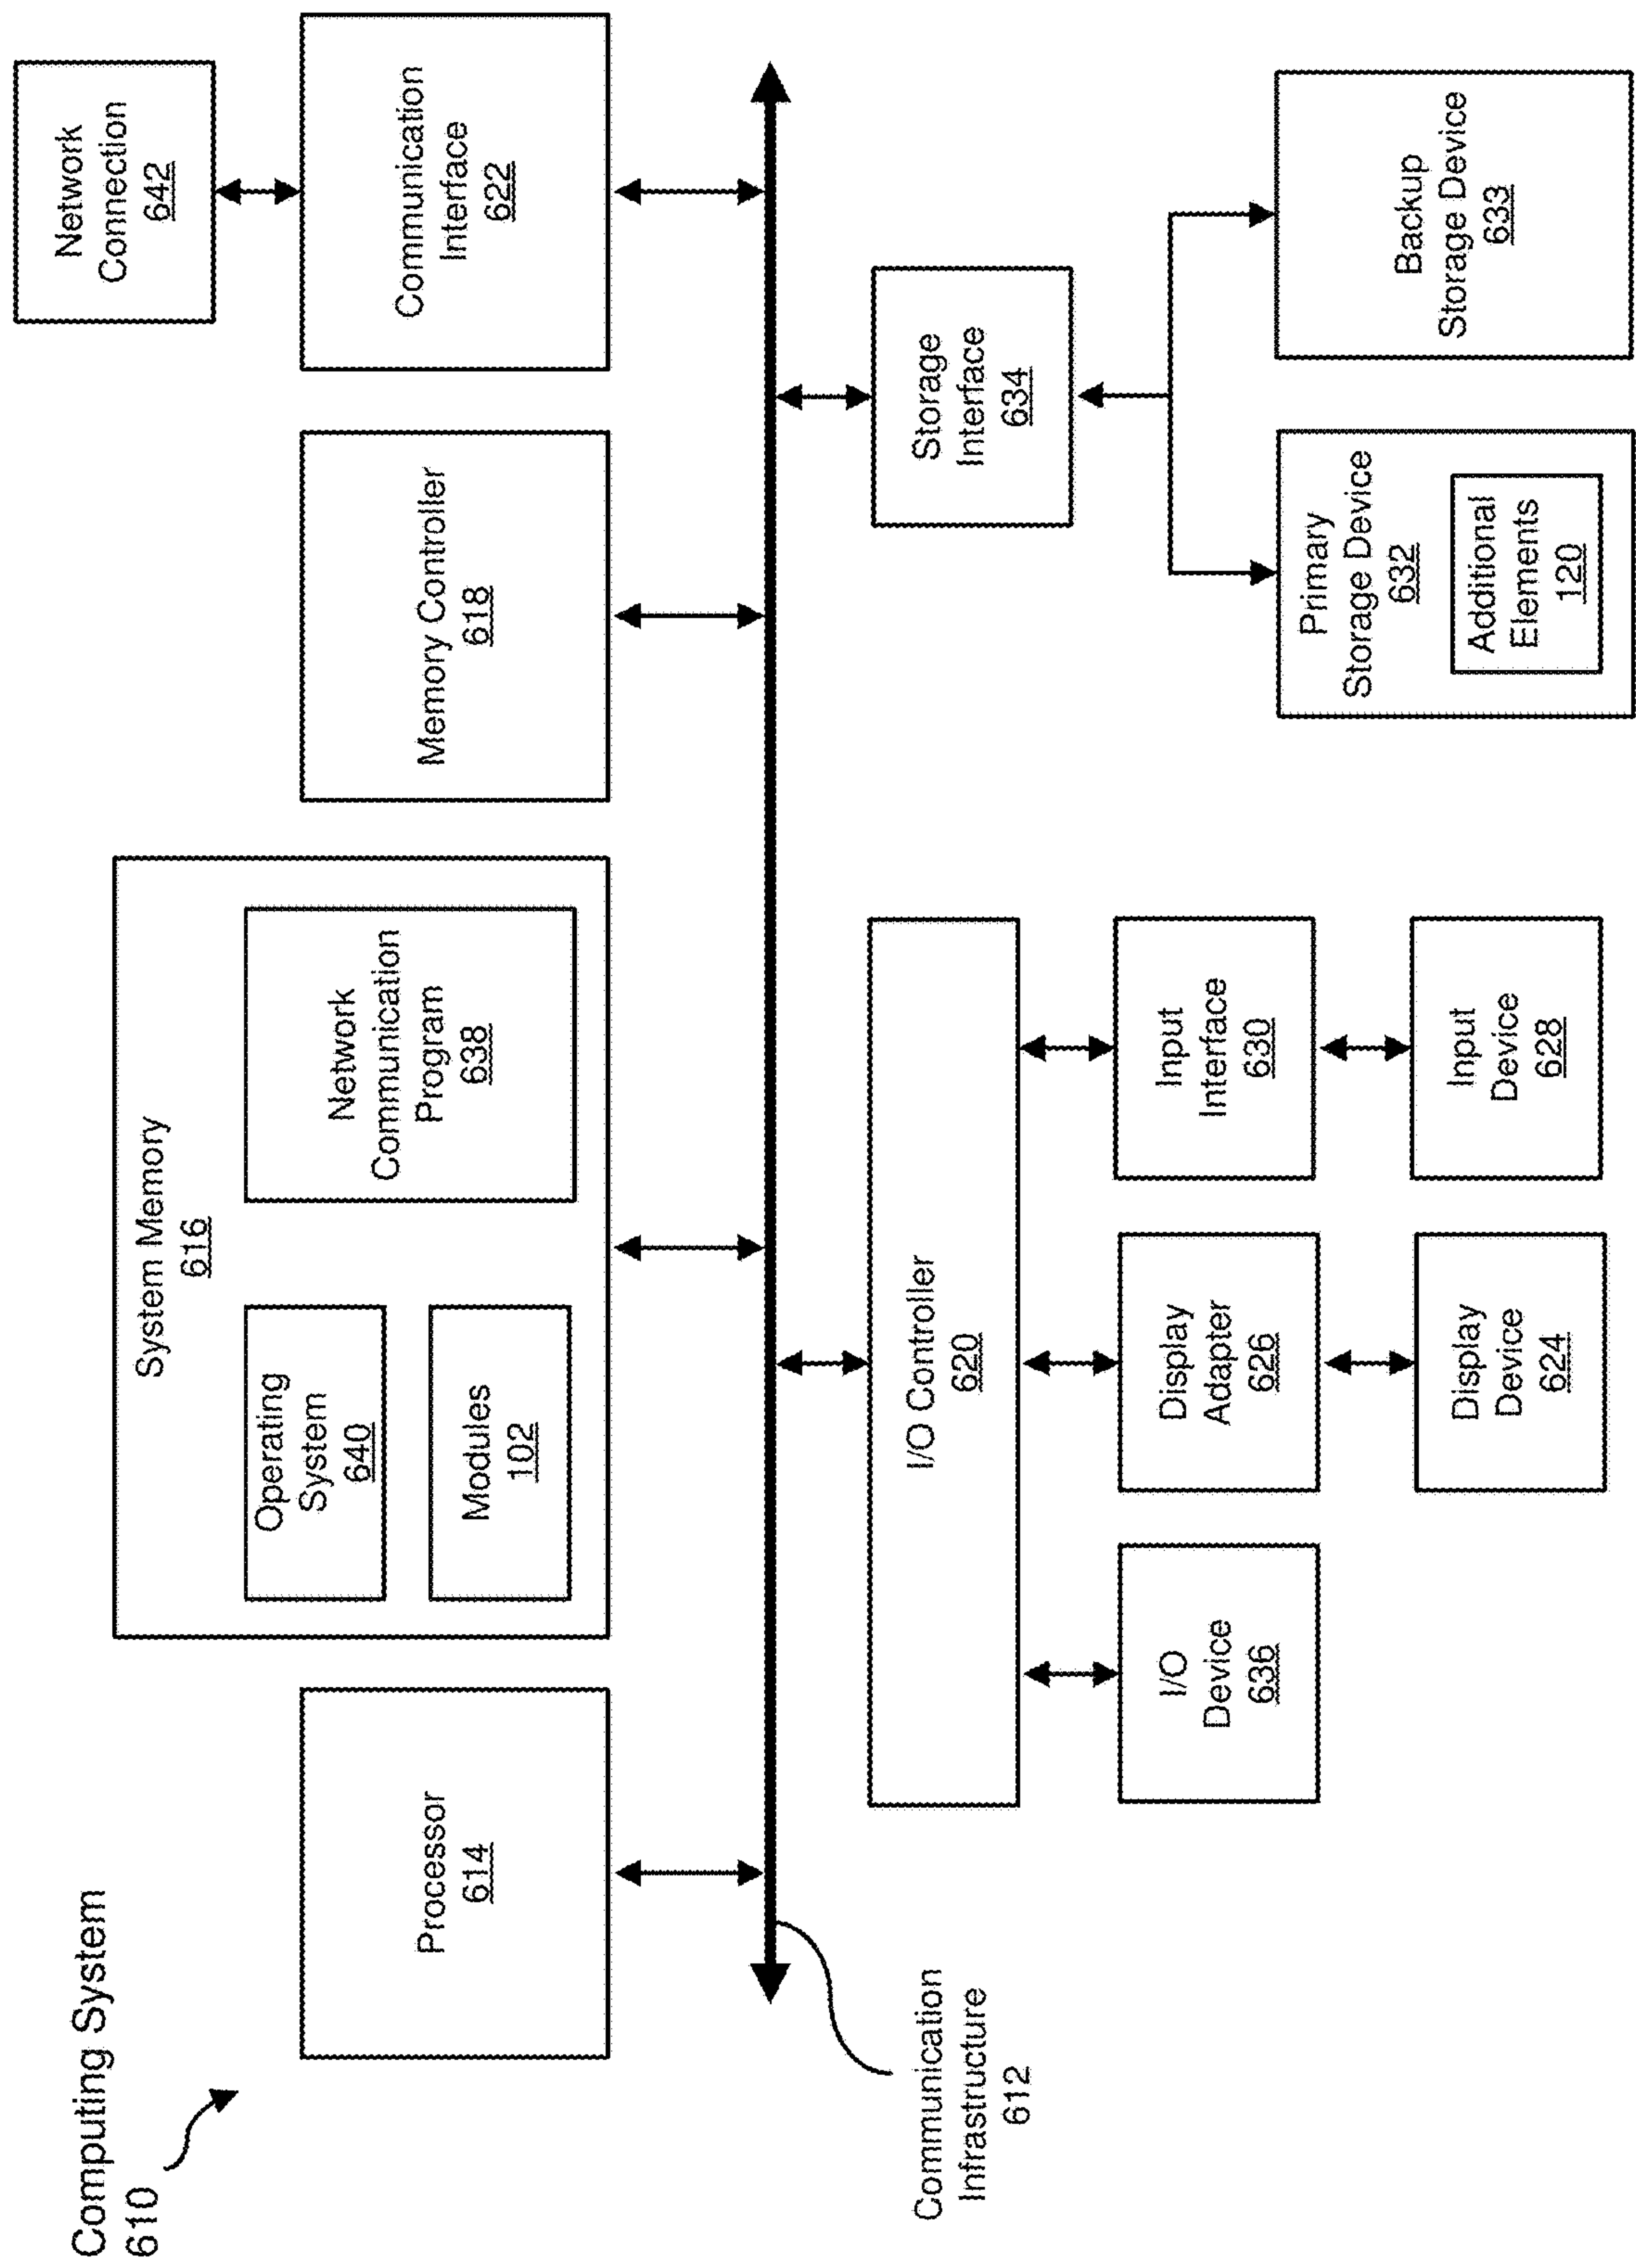 Computing System
610
Processor
614
System Memory
616
Operating
System
640
Modules
102
Network
Communication
Program
638
Memory Controller
618
Communication
Interface
622
Network
Connection
642
Communication
Infrastructure
612
I/O Controller
620
I/O
Device
636
Display
Adapter
626
Display
Device
624
Input
Interface
630
Input
Device
628
Storage
Interface
634
Primary
Storage Device
632
Additional
Elements
120
Backup
Storage Device
633